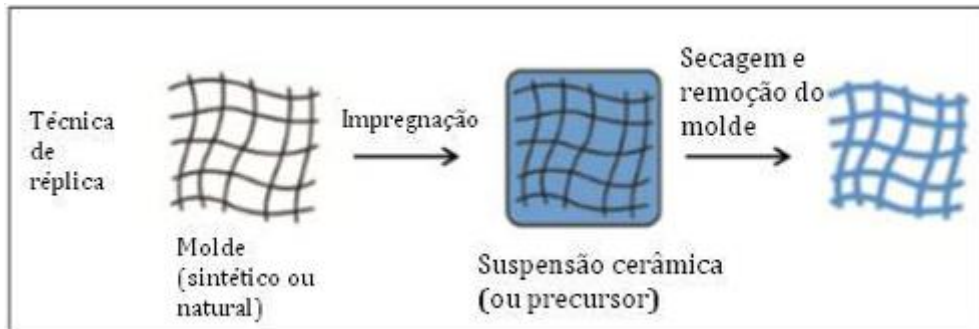 Técnica
de
réplica
Molde
(sintético ou
natural)
Impregnação
Suspensão cerâmica
(ou precursor)
Secagem e
remoção do
molde